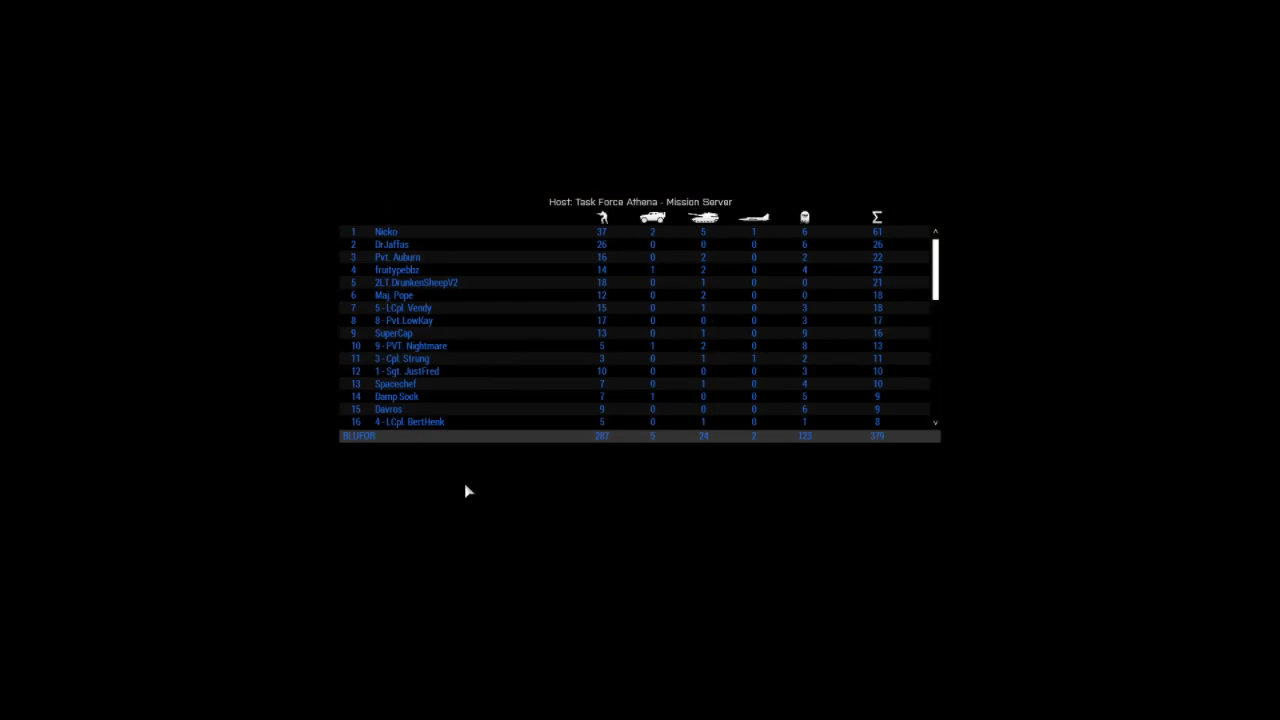 Host: Task Force Athena - Mission Server
Σ
1 Nicko 37 2 5 1 6 61
2 DrJaffas 26 0 0 0 6 26
3 Pvt. Auburn 16 0 2 0 2 22
4 fruitypebbz 14 1 2 0 4 22
5 2LT.DrunkenSheepV2 18 0 1 0 0 21
6 Maj. Pope 12 0 2 0 0 18
7 5 - LCpl. Vendy 15 0 1 0 3 18
8 8 - Pvt.LowKay 17 0 0 0 3 17
9 SuperCap 13 0 1 0 9 16
10 9 - PVT. Nightmare 5 1 2 0 8 13
11 3 - Cpl. Strung 3 0 1 1 2 11
12 1 - Sgt. JustFred 10 0 0 0 3 10
13 Spacechef 7 0 1 0 4 10
14 Damp Sock 7 1 0 0 5 9
15 Davros 9 0 0 0 6 9
16 4 - LCpl. BertHenk 5 0 1 0 1 8
BLUFOR 287 5 24 2 123 379